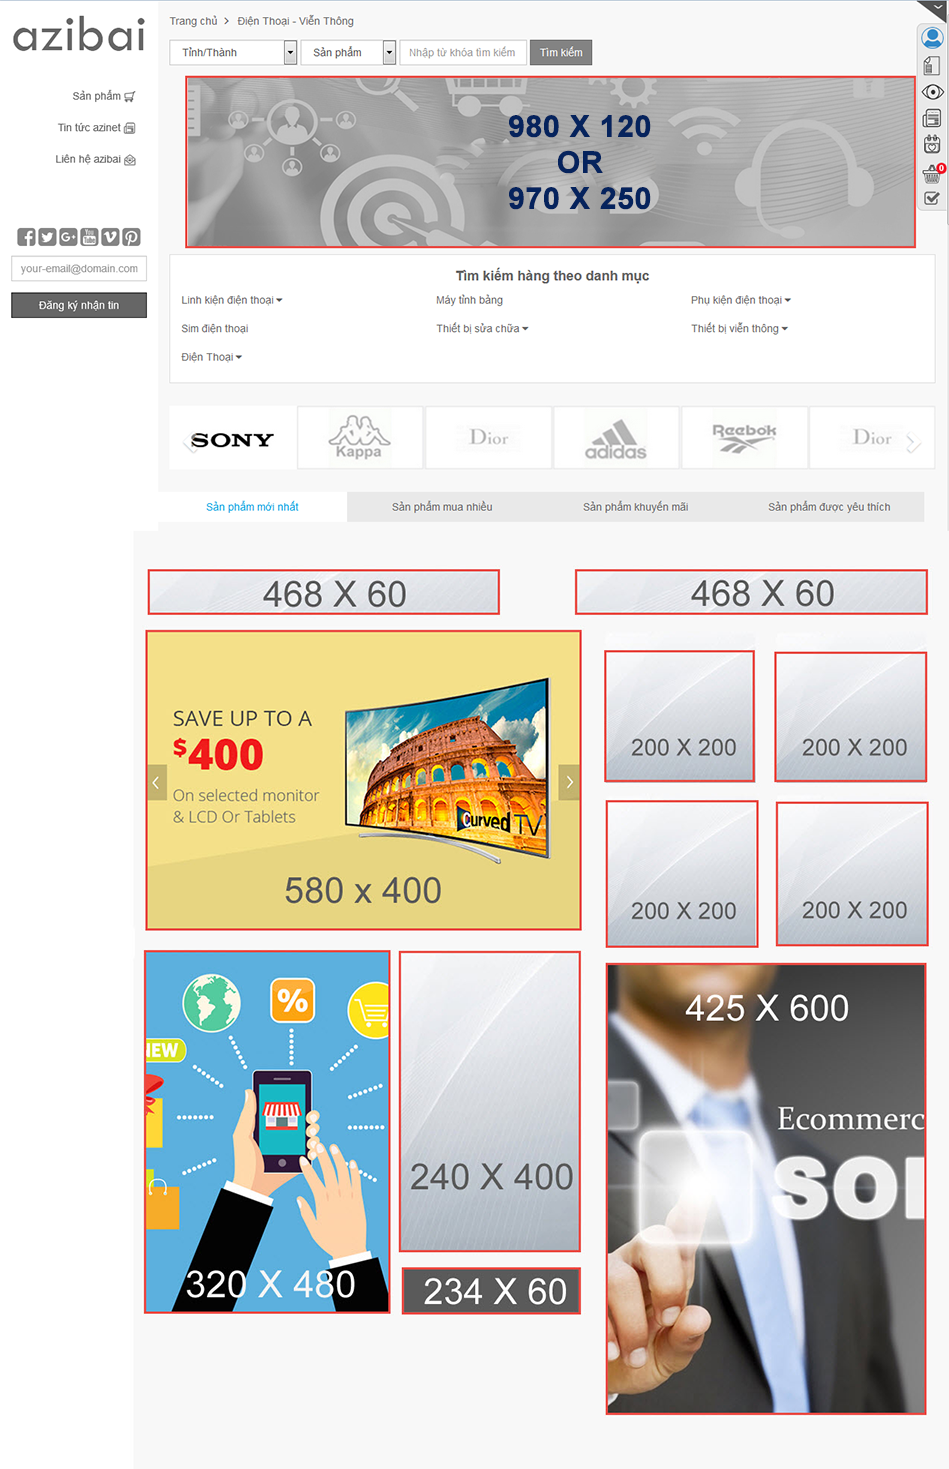 azibai
Sản phẩm
Tin tức azinet
Liên hệ azibai
your-email@domain.com
Đăng ký nhận tin
Trang chủ > Điện Thoại - Viễn Thông
Tỉnh/Thành Sản phẩm Nhập từ khóa tìm kiếm Tìm kiếm
0
980 X 120
OR
970 X 250
Tìm kiếm hàng theo danh mục
Linh kiện điện thoại Máy tính bảng Phụ kiện điện thoại
Sim điện thoại Thiết bị sửa chữa Thiết bị viễn thông
Điện Thoại
SONY Kappa Dior adidas Reebok Dior
Sản phẩm mới nhất Sản phẩm mua nhiều Sản phẩm khuyến mãi Sản phẩm được yêu thích
468 X 60 468 X 60
SAVE UP TO A
$400
On selected monitor
& LCD Or Tablets
Curved TV
580 x 400
200 X 200 200 X 200
200 X 200 200 X 200
%
NEW
320 X 480
240 X 400
234 X 60
425 X 600
Ecommerc
SOL